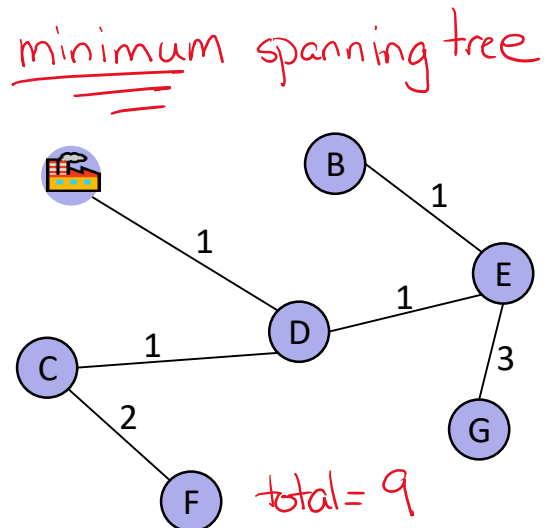 minimum spanning tree
B
1
1
E
1
D
1
3
C
2
G
F
total = 9